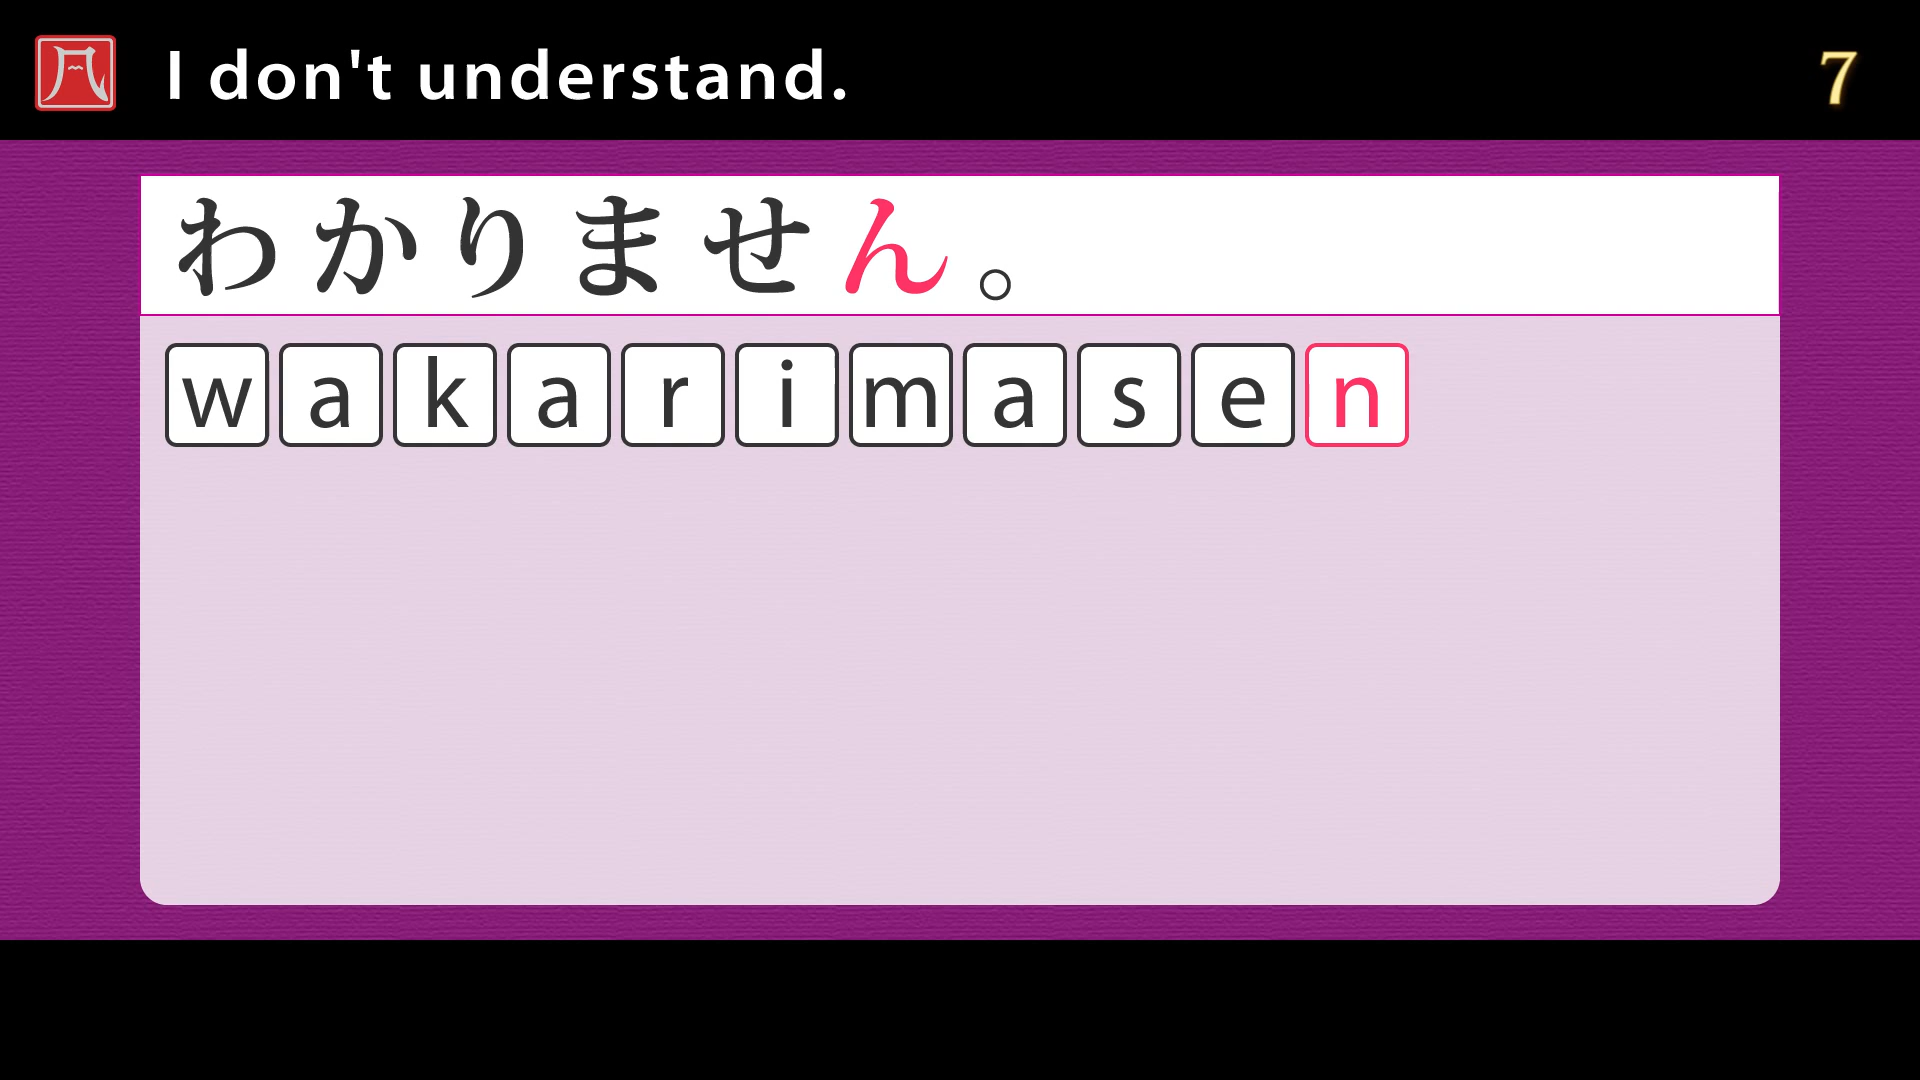 I don't understand.
7
わかりません。
wakarimasen